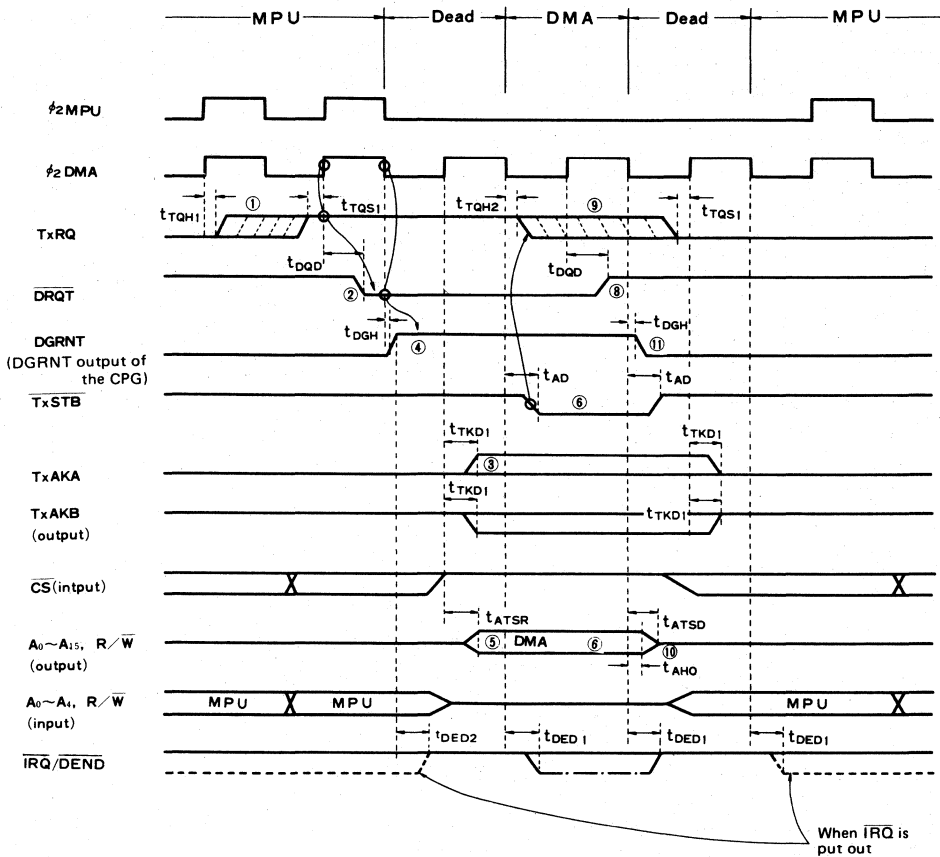 MPU Dead DMA Dead MPU
φ2MPU
φ2 DMA
tTQH1 ① tTQS1 tTQH2 ⑨ tTQS1
TxRQ
tDQD tDQD
DRQT ② ⑧
tDGH tDGH
DGRNT ④ ⑪
(DGRNT output of
the CPG)
tAD tAD
TxSTB ⑥
tTKD1 tTKD1
TxAKA ③
tTKD1 tTKD1
TxAKB
(output)
CS(intput)
tATSR tATSD
A0~A15, R/W ⑤ DMA ⑥ ⑩
(output) tAHO
A0~A4, R/W MPU MPU MPU
(input)
tDED2 tDED1 tDED1 tDED1
IRQ/DEND
When IRQ is
put out